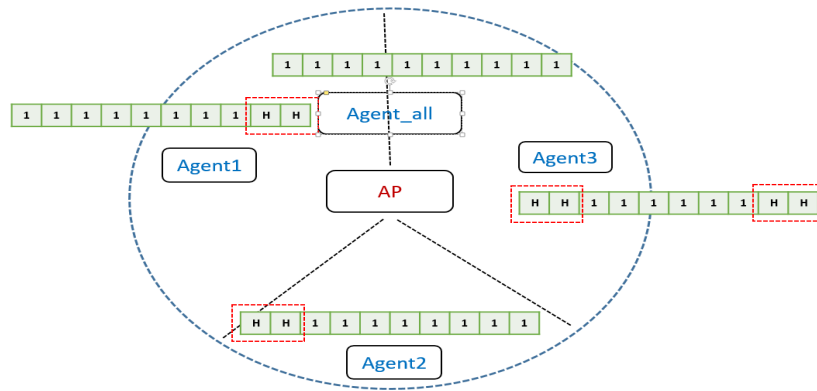 1 1 1 1 1 1 1 1 1 1
Agent_all
1 1 1 1 1 1 1 1 H H
Agent1
Agent3
AP
H H 1 1 1 1 1 1 H H
H H 1 1 1 1 1 1 1 1
Agent2